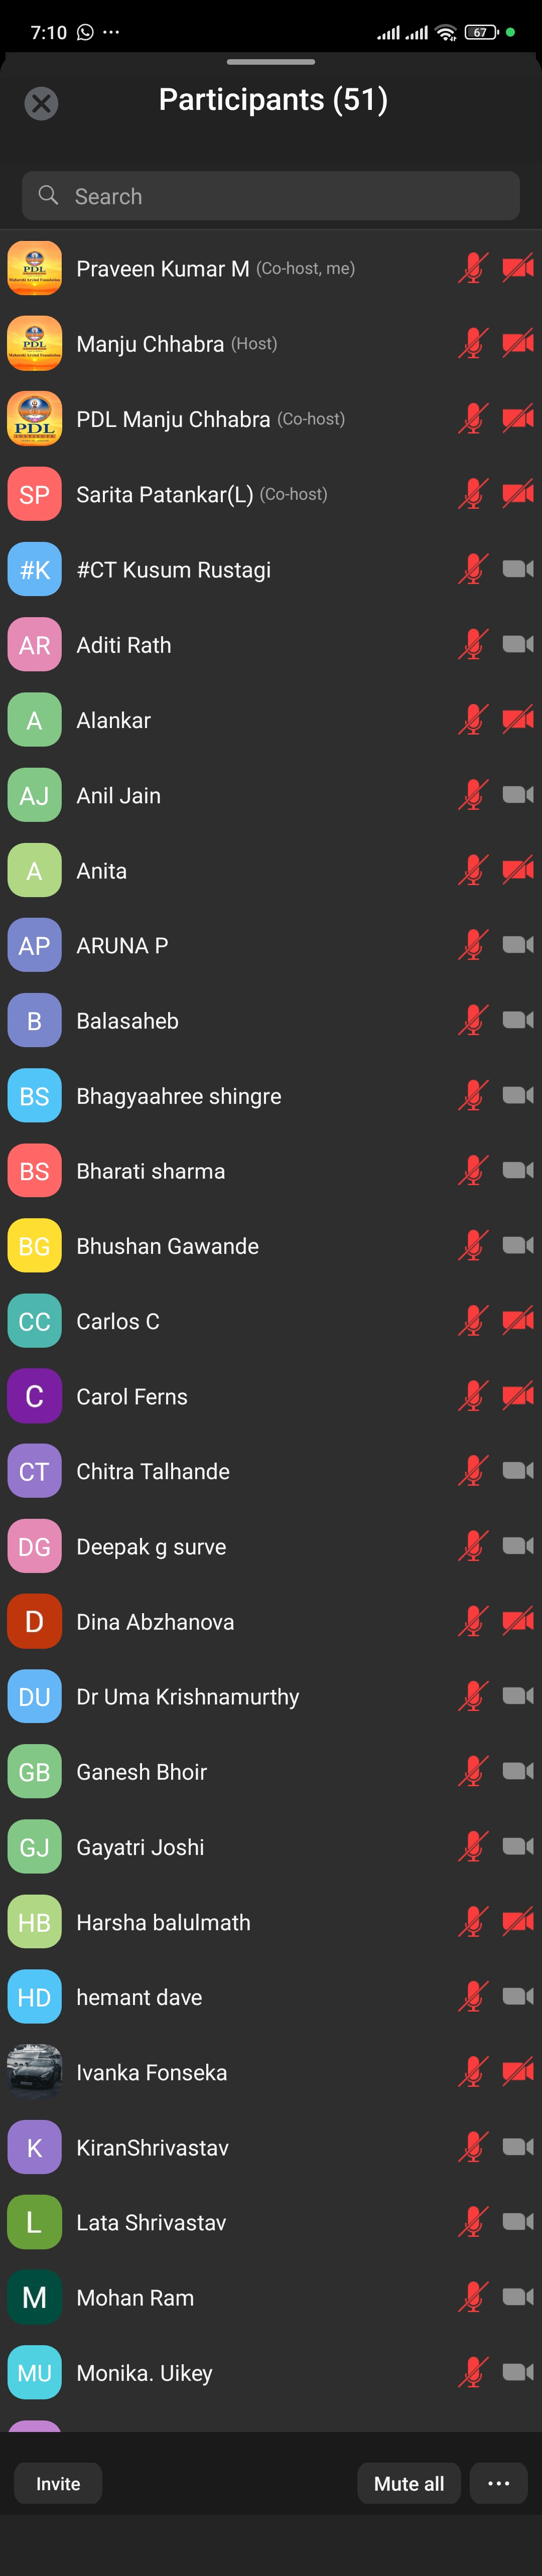 7:10
67
Participants (51)
Search
PDL
Praveen Kumar M (Co-host, me)
PDL
Manju Chhabra (Host)
PDL
PDL Manju Chhabra (Co-host)
SP Sarita Patankar(L) (Co-host)
#K #CT Kusum Rustagi
AR Aditi Rath
A Alankar
AJ Anil Jain
A Anita
AP ARUNA P
B Balasaheb
BS Bhagyaahree shingre
BS Bharati sharma
BG Bhushan Gawande
CC Carlos C
C Carol Ferns
CT Chitra Talhande
DG Deepak g surve
D Dina Abzhanova
DU Dr Uma Krishnamurthy
GB Ganesh Bhoir
GJ Gayatri Joshi
HB Harsha balulmath
HD hemant dave
Ivanka Fonseka
K KiranShrivastav
L Lata Shrivastav
M Mohan Ram
MU Monika. Uikey
Invite
Mute all